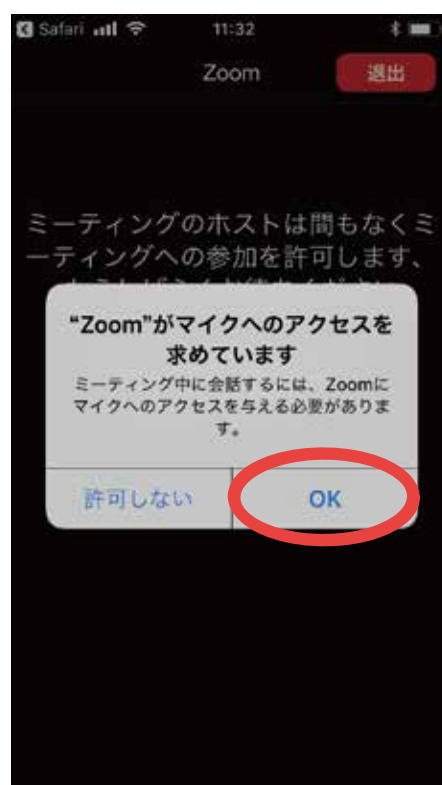 Safari 11:32
Zoom 退出
ミーティングのホストは間もなくミ
ーティングへの参加を許可します、
“Zoom”がマイクへのアクセスを
求めています
ミーティング中に会話するには、Zoomに
マイクへのアクセスを与える必要がありま
す。
許可しない OK